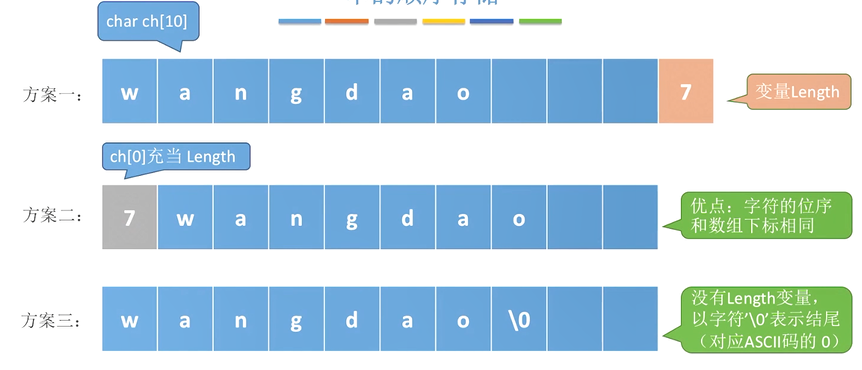 char ch[10]
方案一：
w a n g d a o 7
变量Length
ch[0]充当 Length
方案二：
7 w a n g d a o
优点：字符的位序
和数组下标相同
方案三：
w a n g d a o \0
没有Length变量，
以字符'\0'表示结尾
（对应ASCII码的 0）